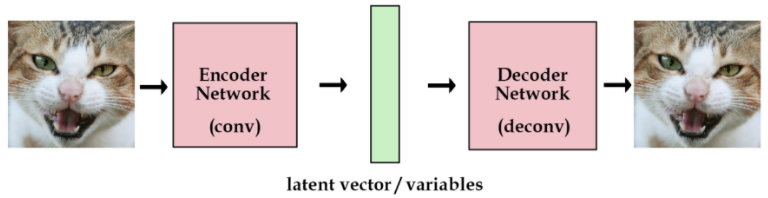 Encoder
Network
(conv)
Decoder
Network
(deconv)
latent vector / variables